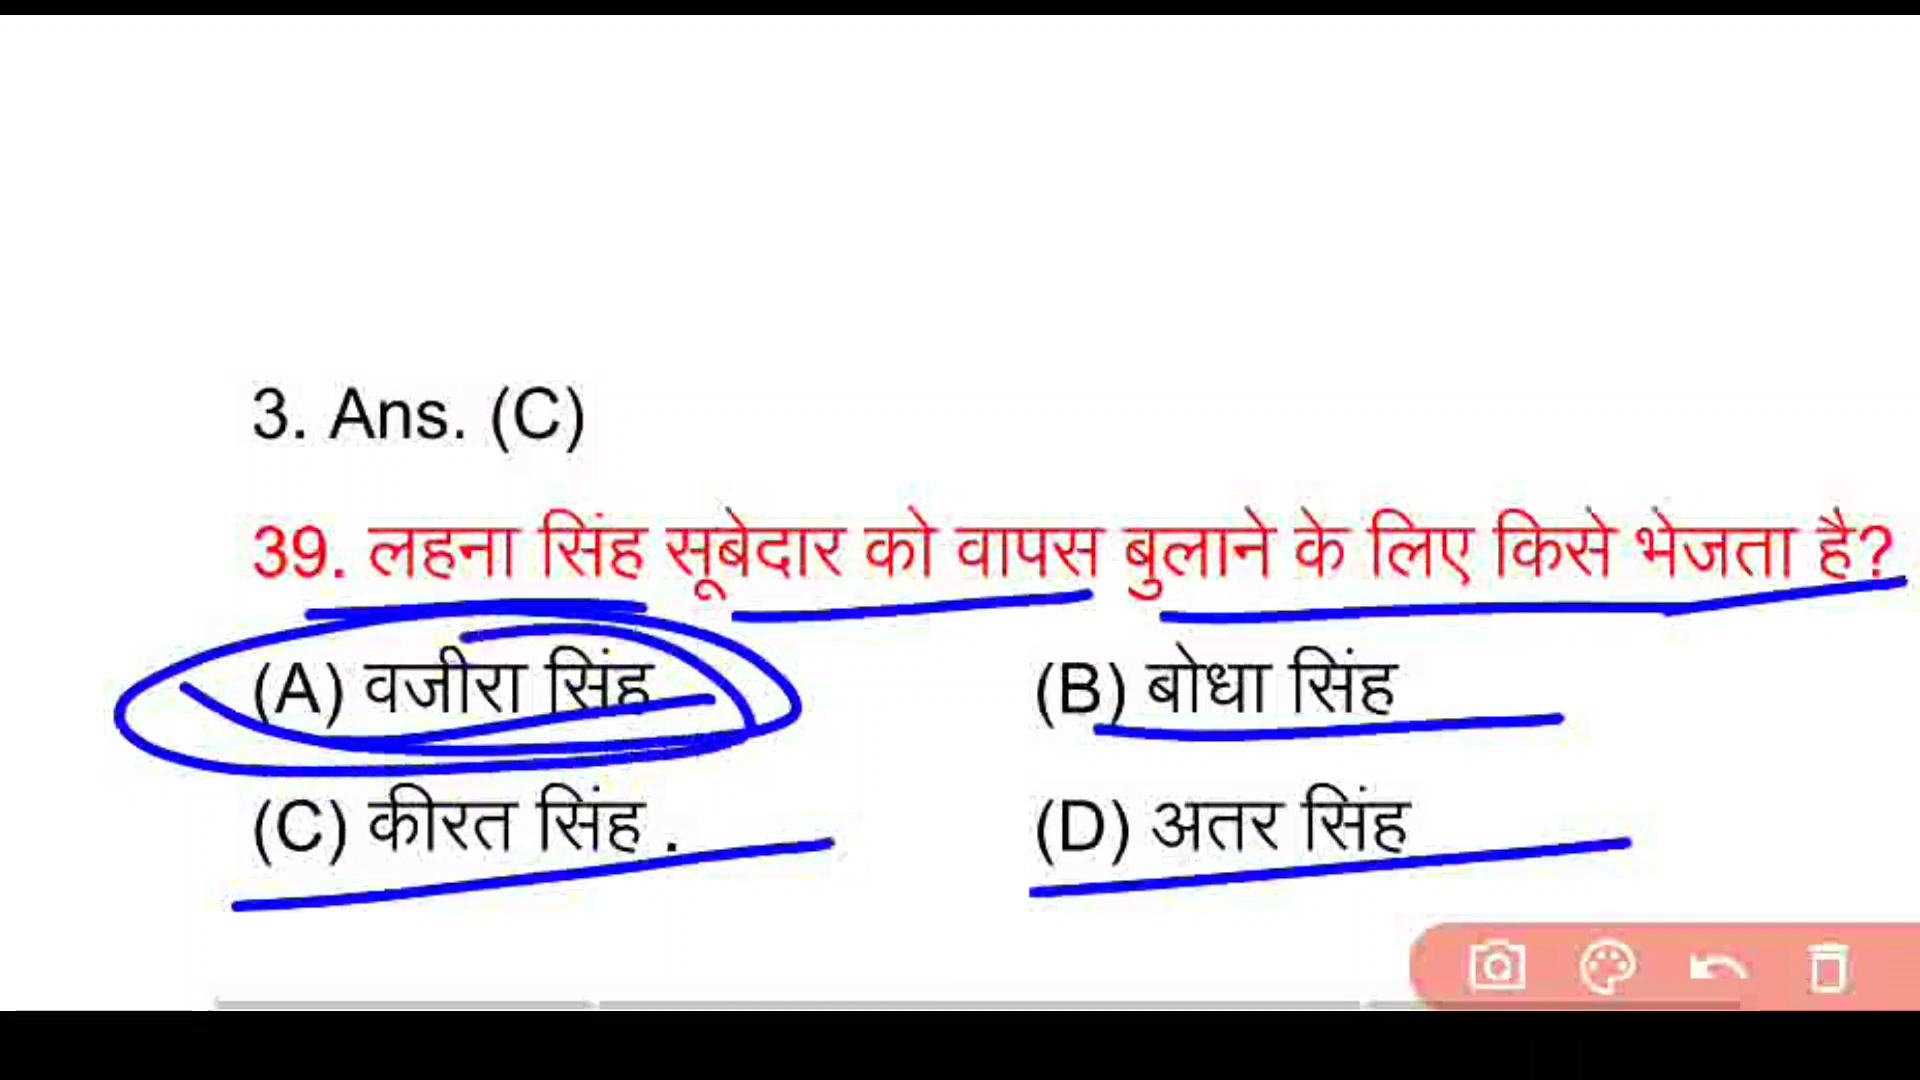 3. Ans. (C)
39. लहना सिंह सूबेदार को वापस बुलाने के लिए किसे भेजता है?
(A) वजीरा सिंह (B) बोधा सिंह
(C) कीरत सिंह . (D) अतर सिंह